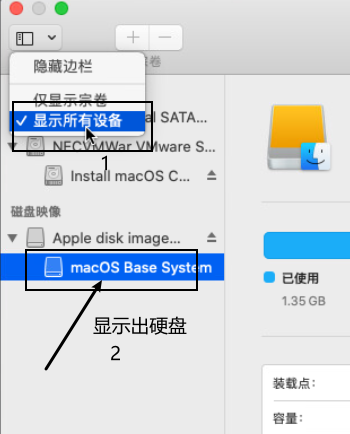 隐藏边栏
仅显示宗卷
✓ 显示所有设备
al SATA...
NECVMWar VMware S...
1
Install macOS C...
磁盘映像
Apple disk image...
macOS Base System
已使用
1.35 GB
显示出硬盘
2
装载点：
容量：